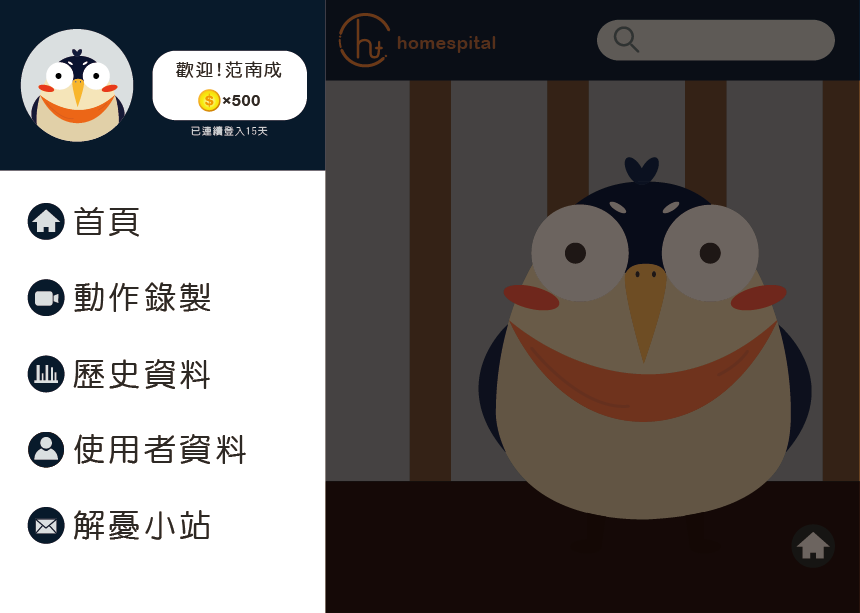 歡迎!范南成
$ ×500
已連續登入15天
ht
homespital
首頁
動作錄製
歷史資料
使用者資料
解憂小站